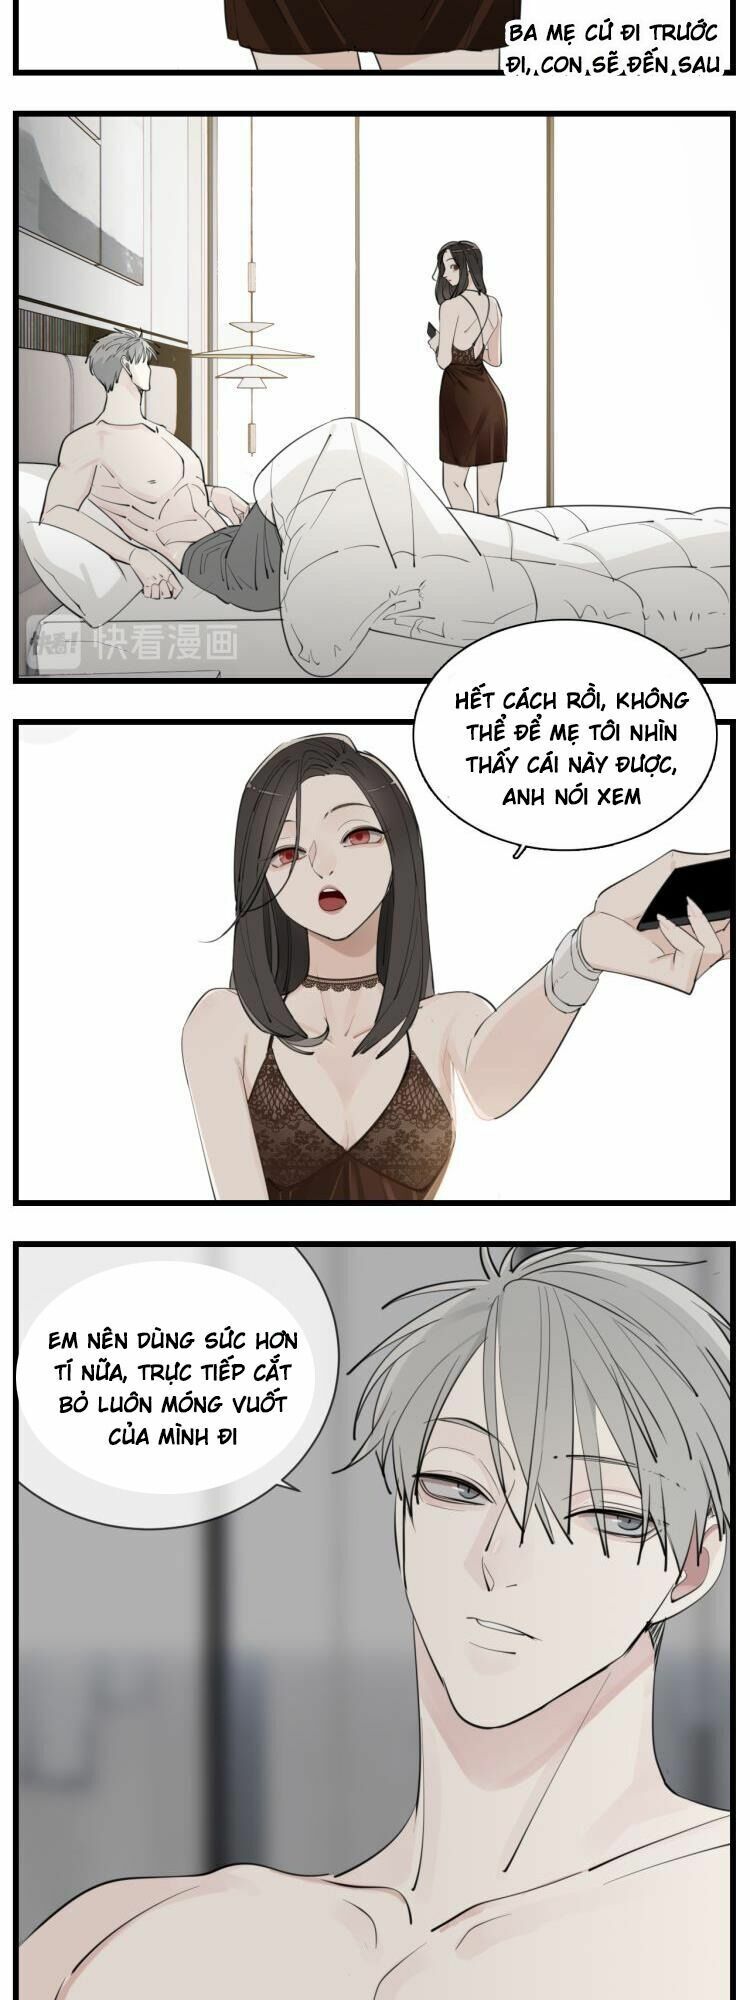 BA MẸ CỨ ĐI TRƯỚC
ĐI, CON SẼ ĐẾN SAU
快看! 快看漫画
HẾT CÁCH RỒI, KHÔNG
THỂ ĐỂ MẸ TÔI NHÌN
THẤY CÁI NÀY ĐƯỢC,
ANH NÓI XEM
EM NÊN DÙNG SỨC HƠN
TÍ NỮA, TRỰC TIẾP CẮT
BỎ LUÔN MÓNG VUỐT
CỦA MÌNH ĐI